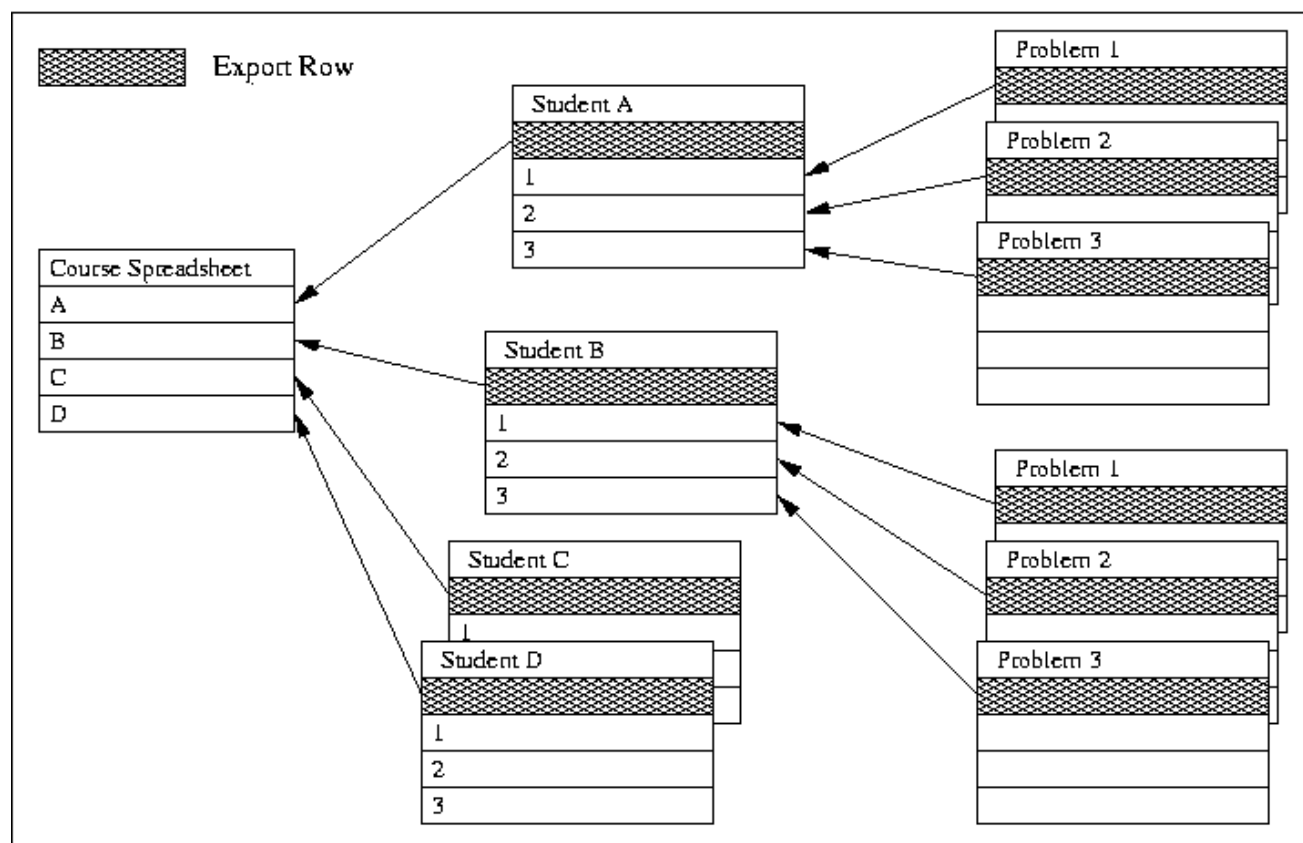 Export Row
Course Spreadsheet
A
B
C
D
Student A
1
2
3
Student B
1
2
3
Student C
1
Student D
1
2
3
Problem 1
Problem 2
Problem 3
Problem 1
Problem 2
Problem 3